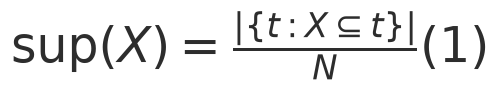 sup(X) = |{t : X ⊆ t}| / N (1)